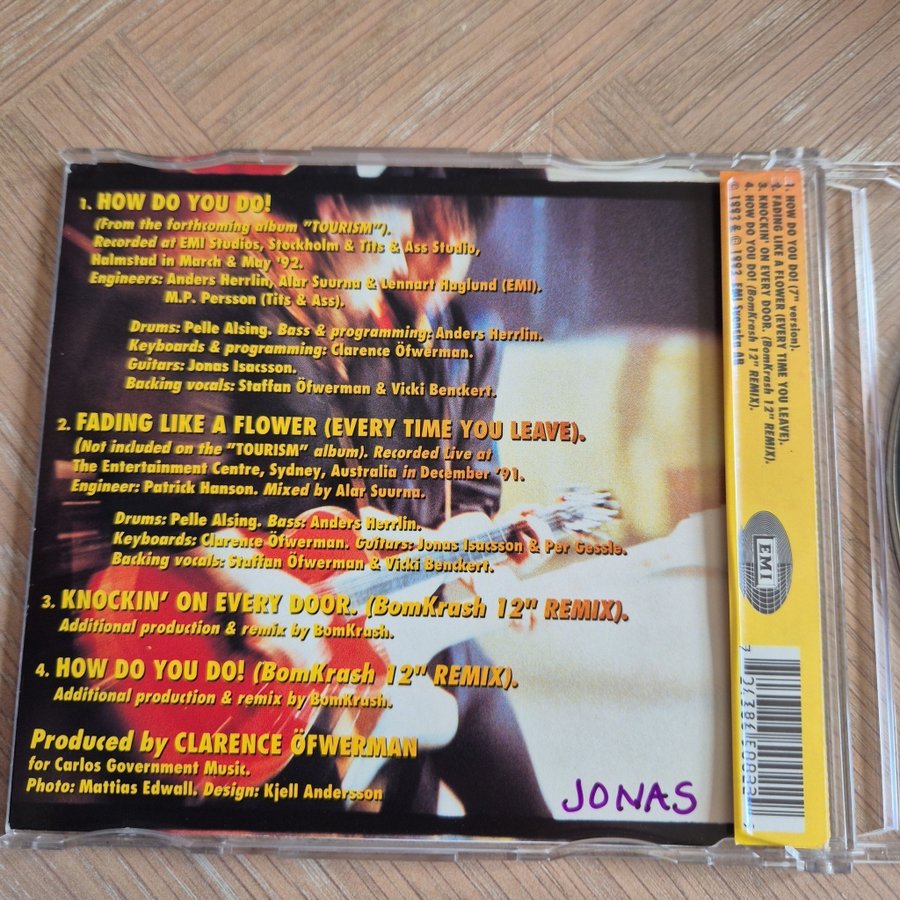 1. HOW DO YOU DO!
(From the forthcoming album "TOURISM").
Recorded at EMI Studios, Stockholm & Tits & Ass Studio,
Halmstad in March & May '92.
Engineers: Anders Herrlin, Alar Suurna & Lennart Haglund (EMI).
M.P. Persson (Tits & Ass).
Drums: Pelle Alsing. Bass & programming: Anders Herrlin.
Keyboards & programming: Clarence Öfwerman.
Guitars: Jonas Isacsson.
Backing vocals: Staffan Öfwerman & Vicki Benckert.
2. FADING LIKE A FLOWER (EVERY TIME YOU LEAVE).
(Not included on the "TOURISM" album). Recorded Live at
The Entertainment Centre, Sydney, Australia in December '91.
Engineer: Patrick Hanson. Mixed by Alar Suurna.
Drums: Pelle Alsing. Bass: Anders Herrlin.
Keyboards: Clarence Öfwerman. Guitars: Jonas Isacsson & Per Gessle.
Backing vocals: Staffan Öfwerman & Vicki Benckert.
3. KNOCKIN' ON EVERY DOOR. (BomKrash 12" REMIX).
Additional production & remix by BomKrash.
4. HOW DO YOU DO! (BomKrash 12" REMIX).
Additional production & remix by BomKrash.
Produced by CLARENCE ÖFWERMAN
for Carlos Government Music.
Photo: Mattias Edwall. Design: Kjell Andersson
JONAS
1. HOW DO YOU DO! (7" version).
2. FADING LIKE A FLOWER (EVERY TIME YOU LEAVE).
3. KNOCKIN' ON EVERY DOOR. (BomKrash 12" REMIX).
4. HOW DO YOU DO! (BomKrash 12" REMIX).
℗ 1993 & © 1993 EMI Svenska AB
EMI